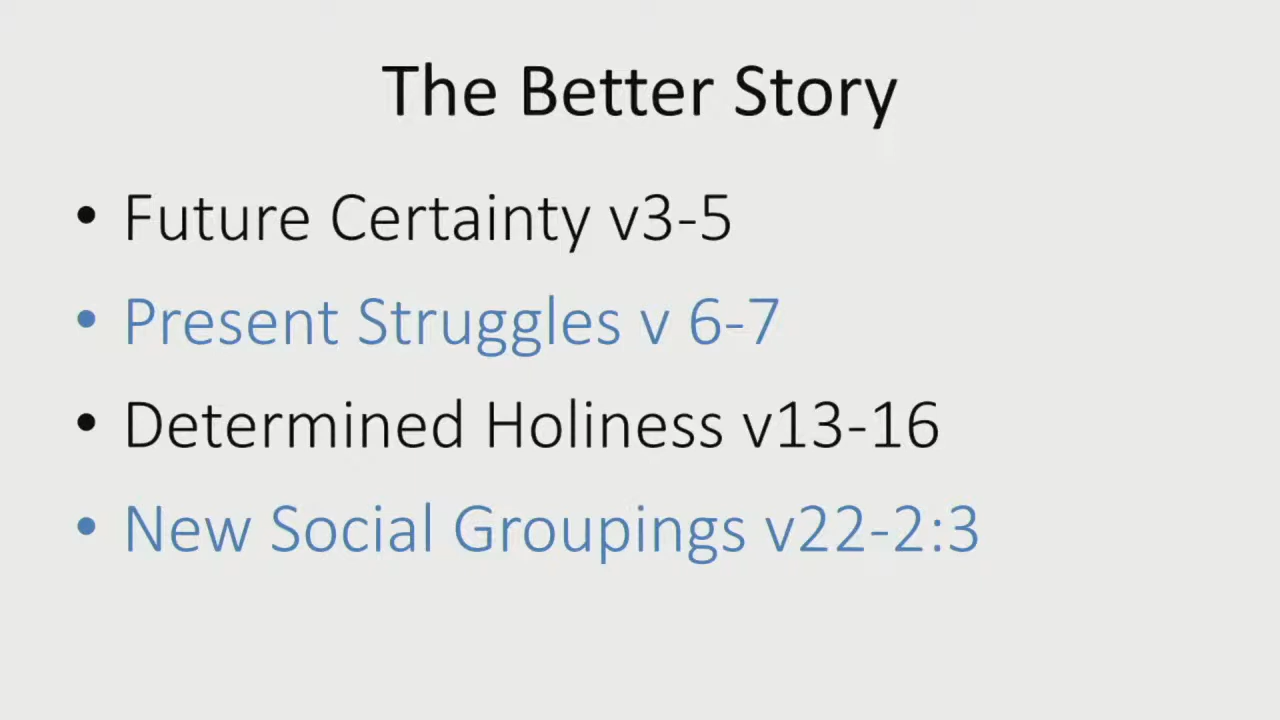 The Better Story
• Future Certainty v3-5
• Present Struggles v 6-7
• Determined Holiness v13-16
• New Social Groupings v22-2:3